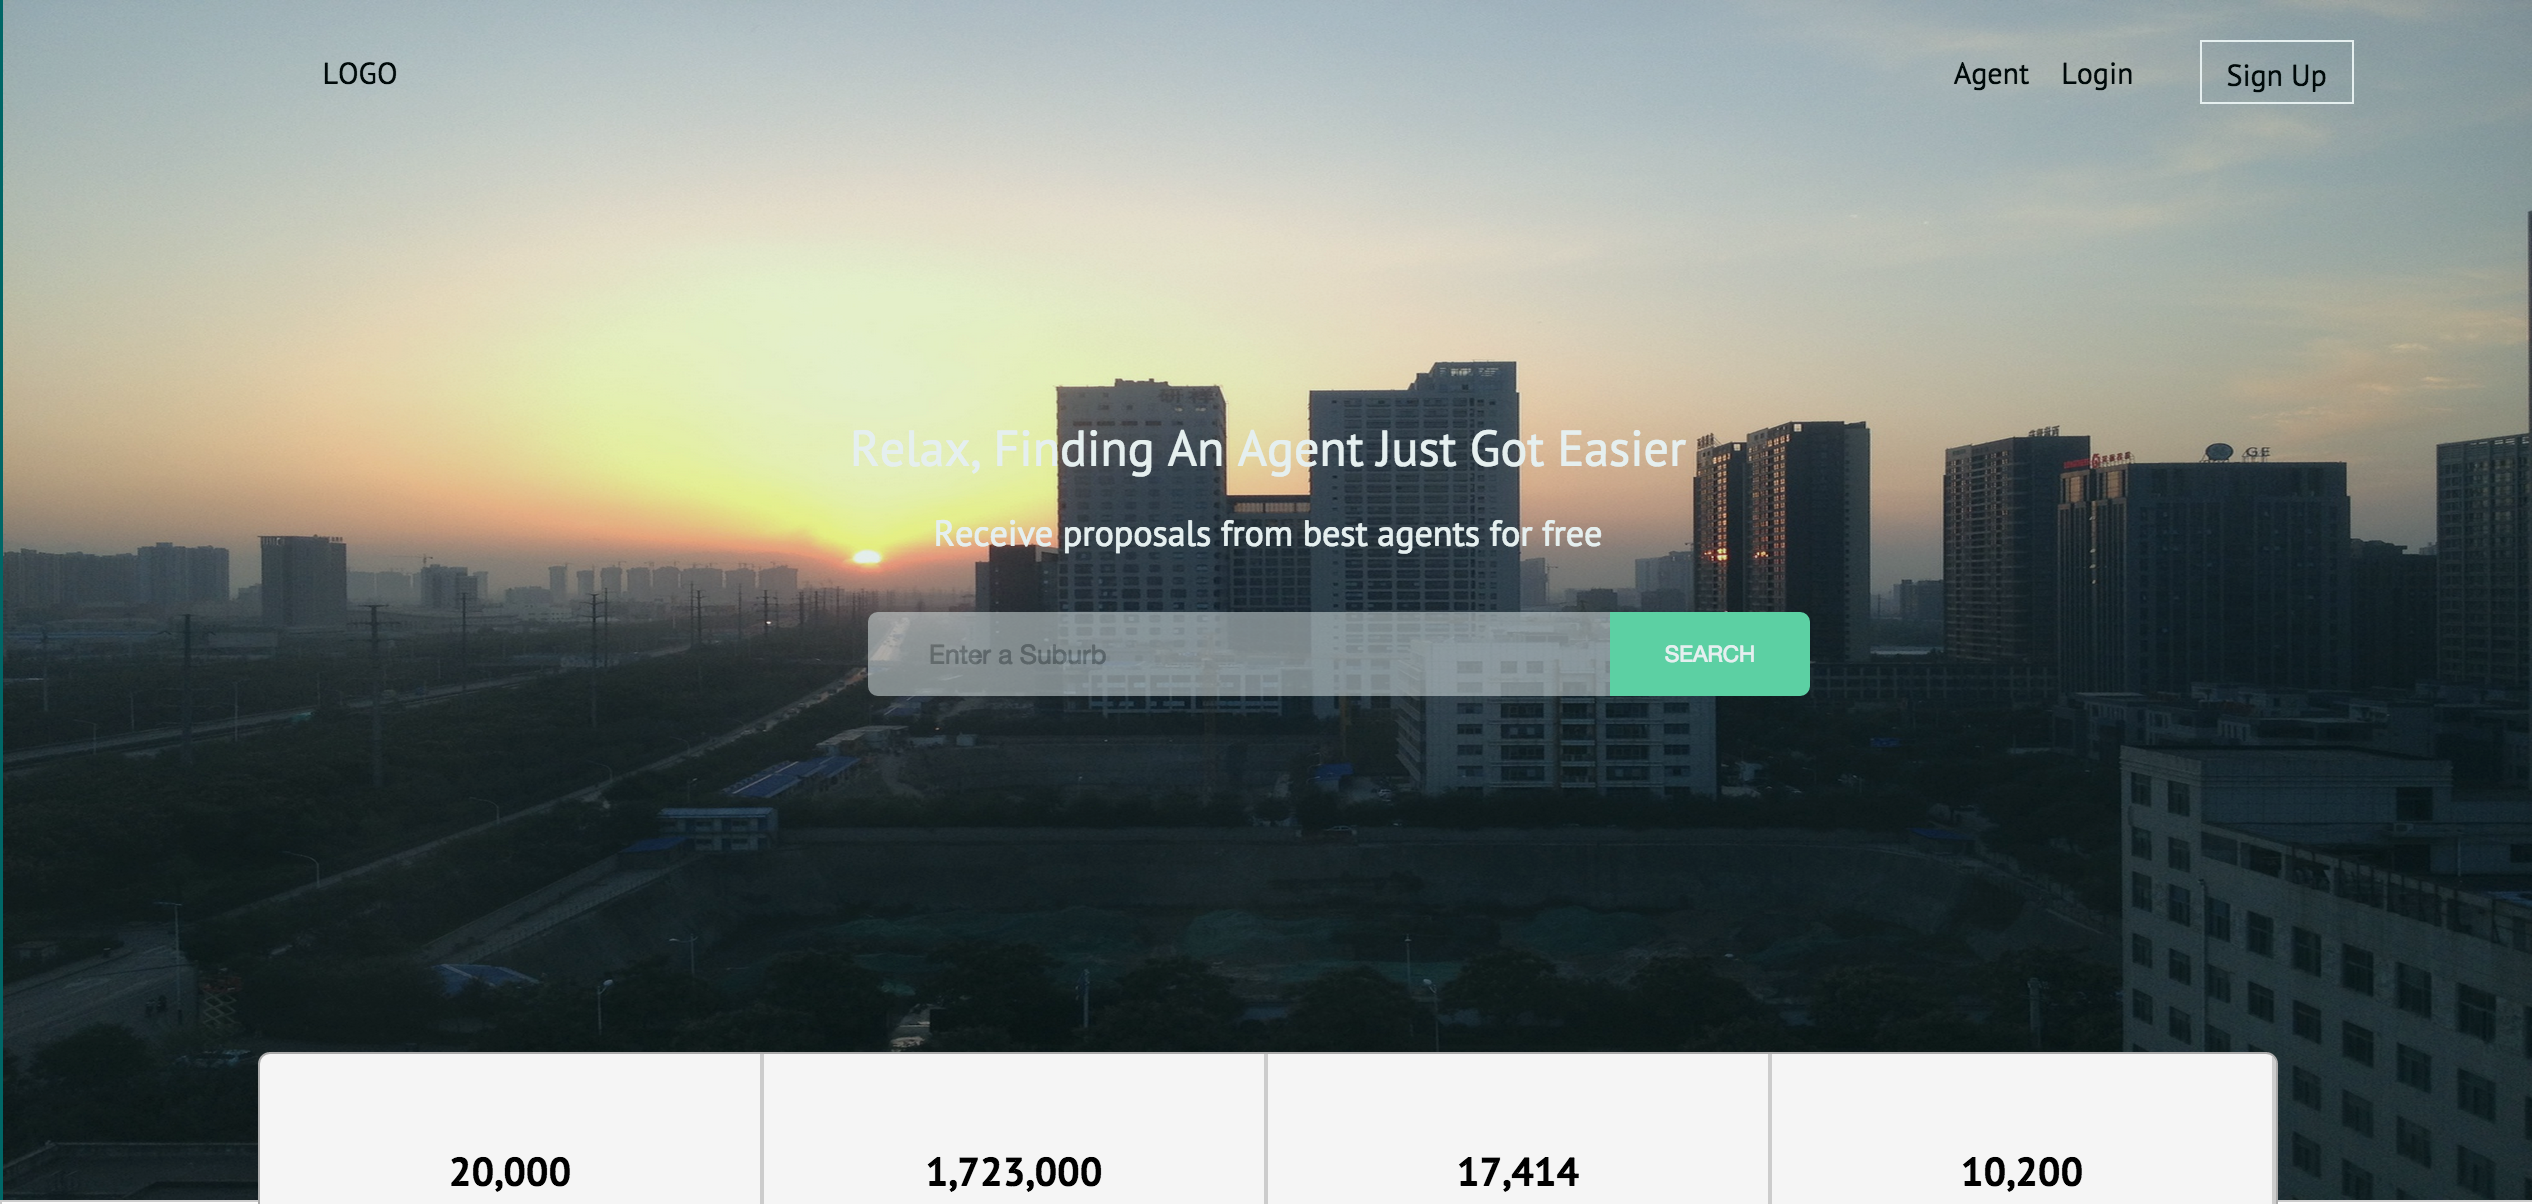 LOGO
Agent Login Sign Up
Relax, Finding An Agent Just Got Easier
Receive proposals from best agents for free
Enter a Suburb SEARCH
GE
20,000 1,723,000 17,414 10,200